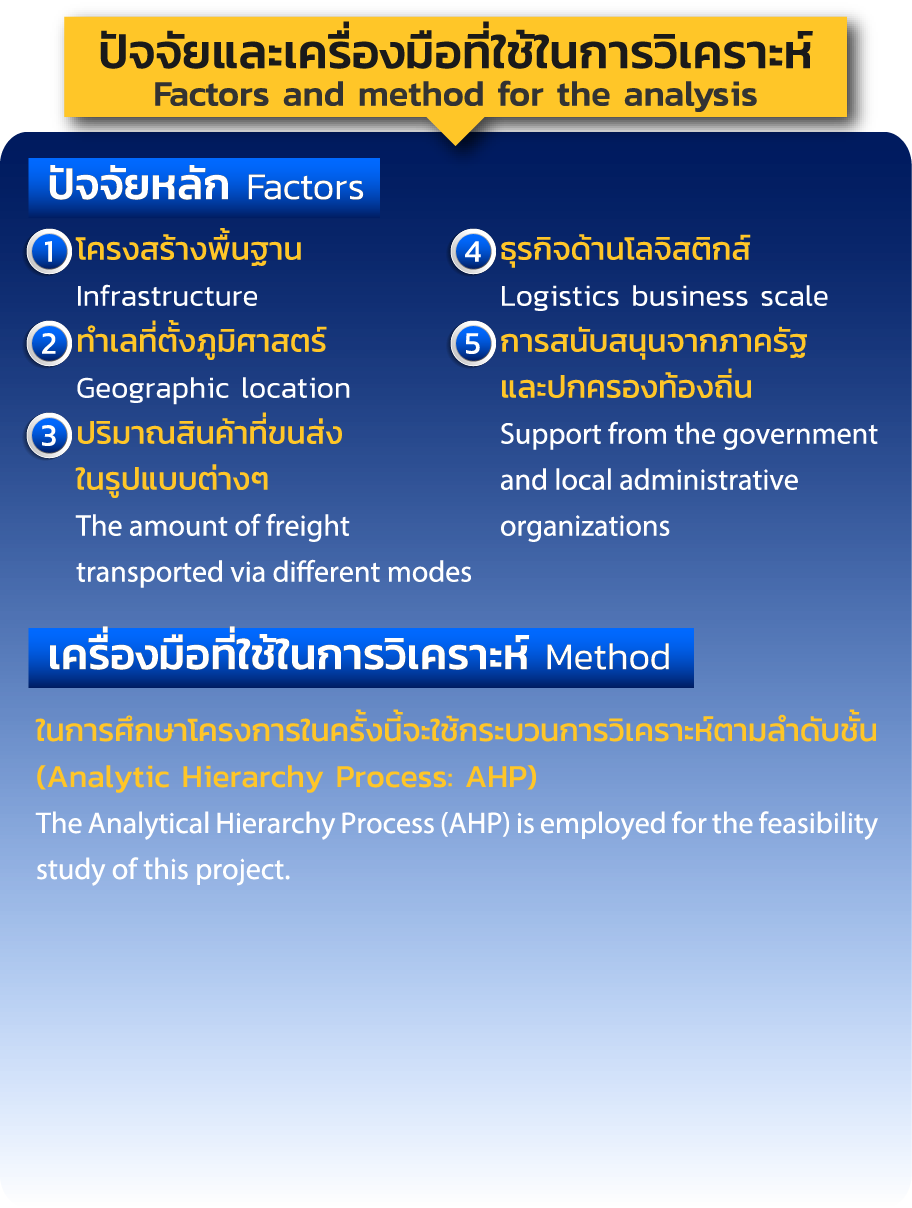 ปัจจัยและเครื่องมือที่ใช้ในการวิเคราะห์
Factors and method for the analysis
ปัจจัยหลัก Factors
1 โครงสร้างพื้นฐาน
Infrastructure
2 ทำเลที่ตั้งภูมิศาสตร์
Geographic location
3 ปริมาณสินค้าที่ขนส่ง
ในรูปแบบต่างๆ
The amount of freight
transported via different modes
4 ธุรกิจด้านโลจิสติกส์
Logistics business scale
5 การสนับสนุนจากภาครัฐ
และปกครองท้องถิ่น
Support from the government
and local administrative
organizations
เครื่องมือที่ใช้ในการวิเคราะห์ Method
ในการศึกษาโครงการในครั้งนี้จะใช้กระบวนการวิเคราะห์ตามลำดับชั้น
(Analytic Hierarchy Process: AHP)
The Analytical Hierarchy Process (AHP) is employed for the feasibility
study of this project.